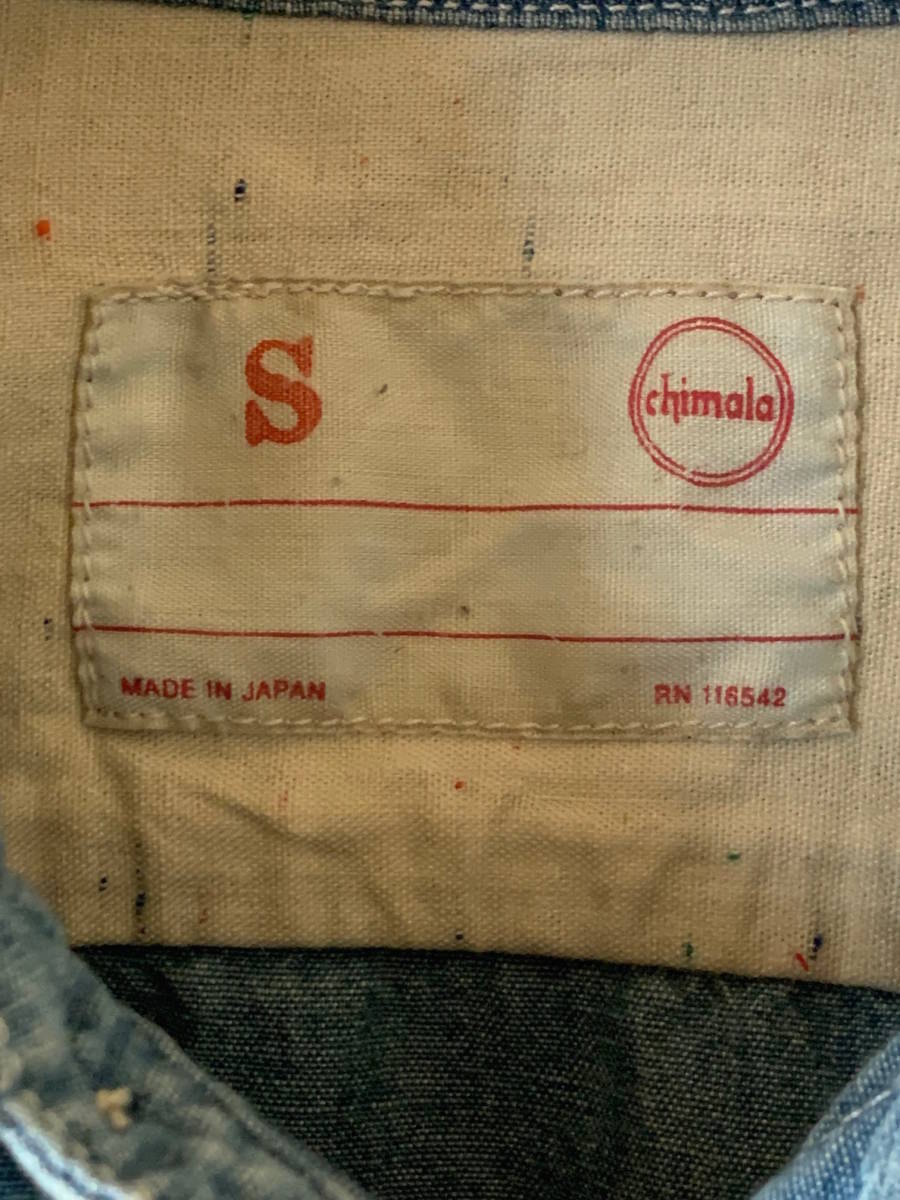 S
chimala
MADE IN JAPAN
RN 116542